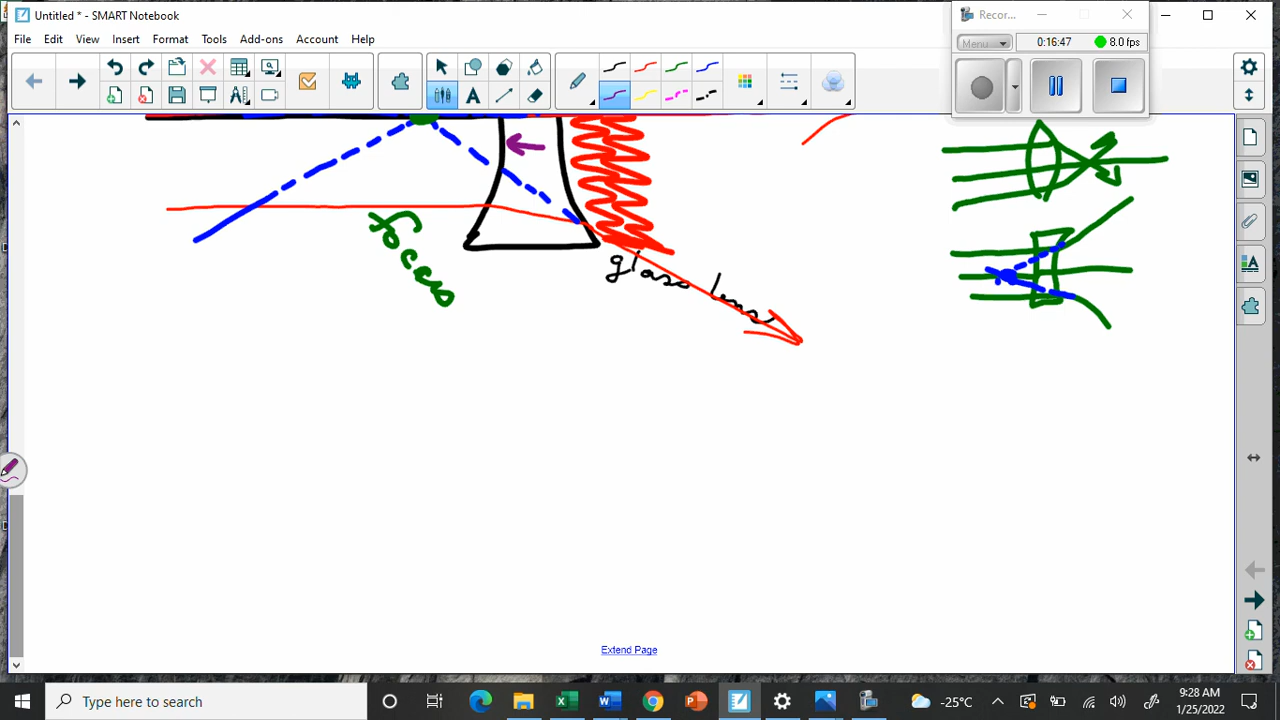 Untitled * - SMART Notebook
Recor...
File Edit View Insert Format Tools Add-ons Account Help
Menu
0:16:47
8.0 fps
focus
glass lens
Extend Page
Type here to search
-25°C
9:28 AM
1/25/2022